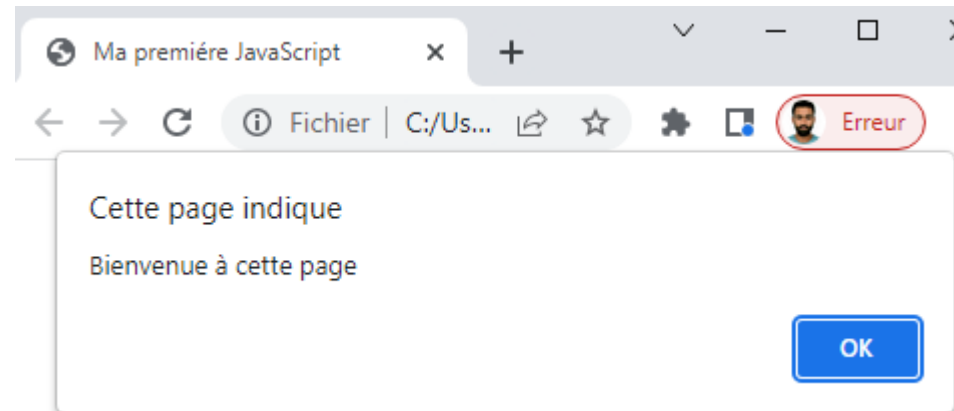 Ma premiére JavaScript
Fichier C:/Us... Erreur
Cette page indique
Bienvenue à cette page
OK